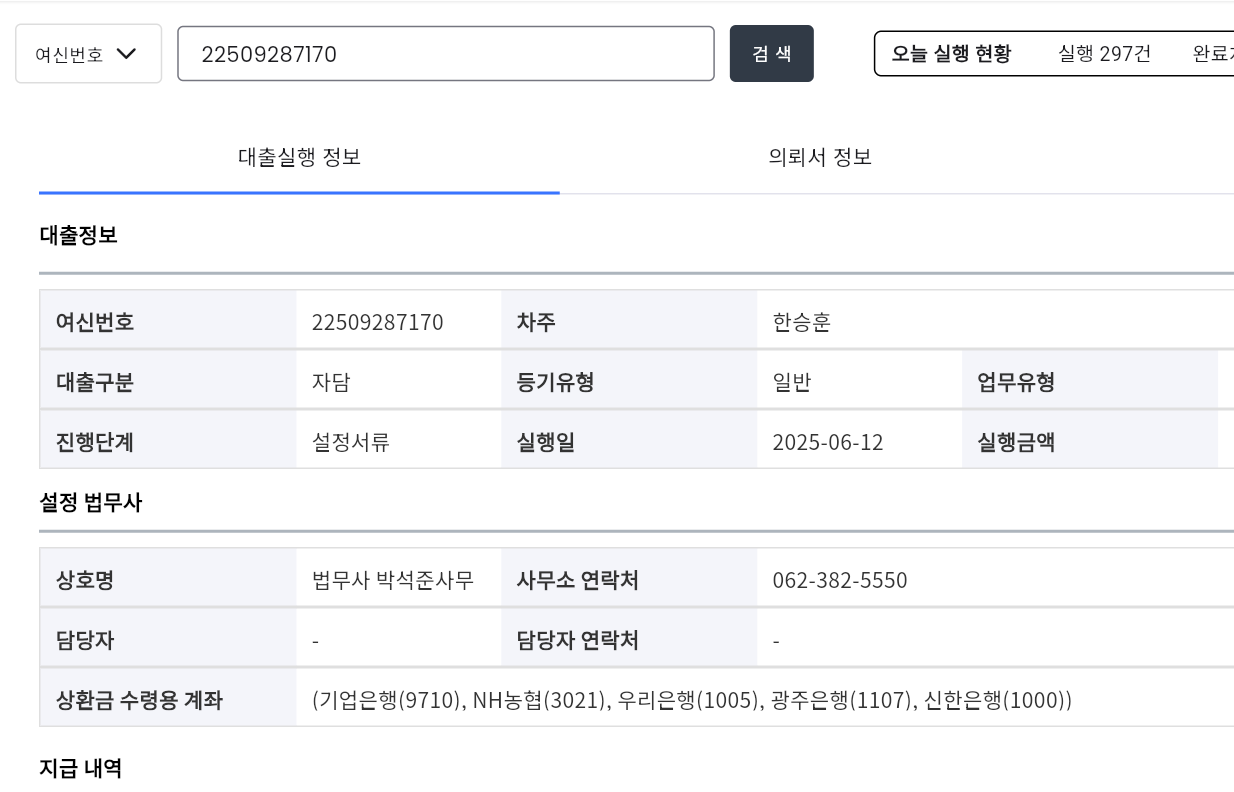 여신번호 22509287170 검 색 오늘 실행 현황 실행 297건 완료
대출실행 정보 의뢰서 정보
대출정보
여신번호 22509287170 차주 한승훈
대출구분 자담 등기유형 일반 업무유형
진행단계 설정서류 실행일 2025-06-12 실행금액
설정 법무사
상호명 법무사 박석준사무 사무소 연락처 062-382-5550
담당자 - 담당자 연락처 -
상환금 수령용 계좌 (기업은행(9710), NH농협(3021), 우리은행(1005), 광주은행(1107), 신한은행(1000))
지급 내역